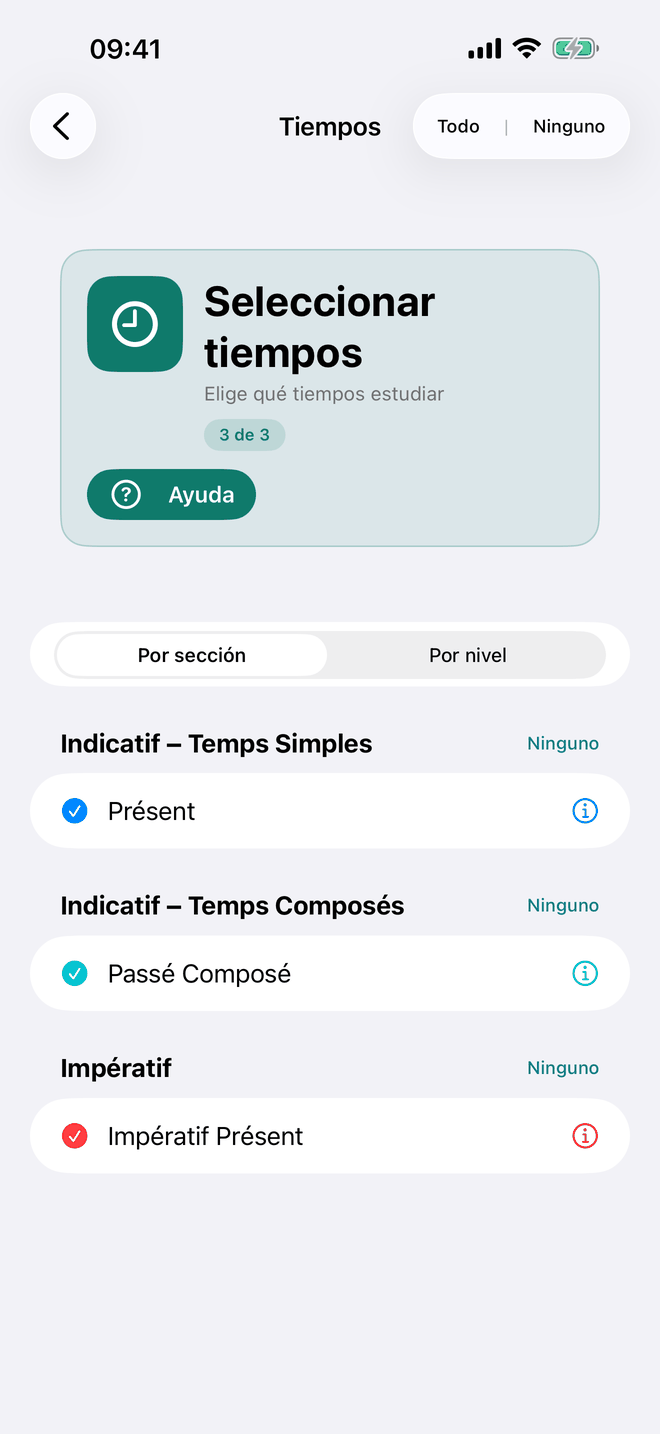 09:41
Tiempos
Todo | Ninguno
Seleccionar
tiempos
Elige qué tiempos estudiar
3 de 3
Ayuda
Por sección
Por nivel
Indicatif – Temps Simples
Ninguno
Présent
Indicatif – Temps Composés
Ninguno
Passé Composé
Impératif
Ninguno
Impératif Présent